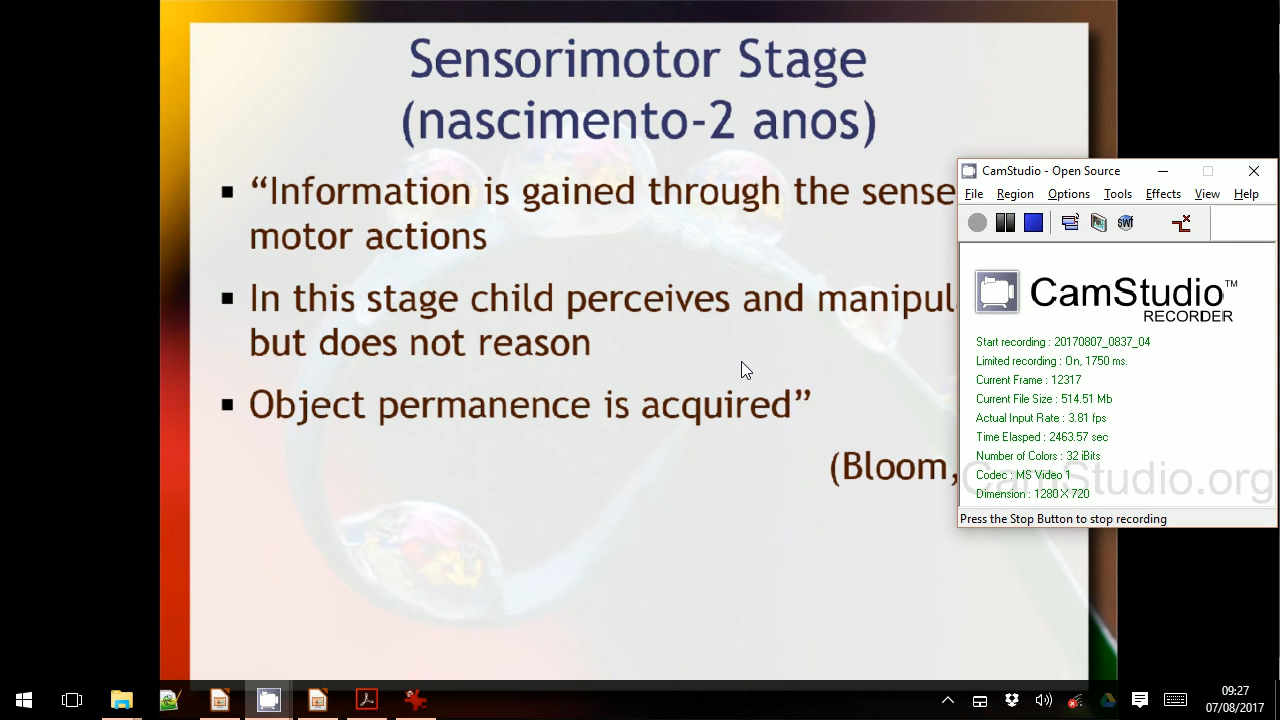 Sensorimotor Stage
(nascimento-2 anos)
▪ “Information is gained through the sense
motor actions
▪ In this stage child perceives and manipul
but does not reason
▪ Object permanence is acquired”
(Bloom,
CamStudio - Open Source
File Region Options Tools Effects View Help
SWF
CamStudio™
RECORDER
Start recording : 20170807_0837_04
Limited recording : On, 1750 ms.
Current Frame : 12317
Current File Size : 514.51 Mb
Actual Input Rate : 3.81 fps
Time Elasped : 2463.57 sec
Number of Colors : 32 iBits
Codec : MS Video 1
CamStudio.org
Dimension : 1280 X 720
Press the Stop Button to stop recording
09:27
07/08/2017